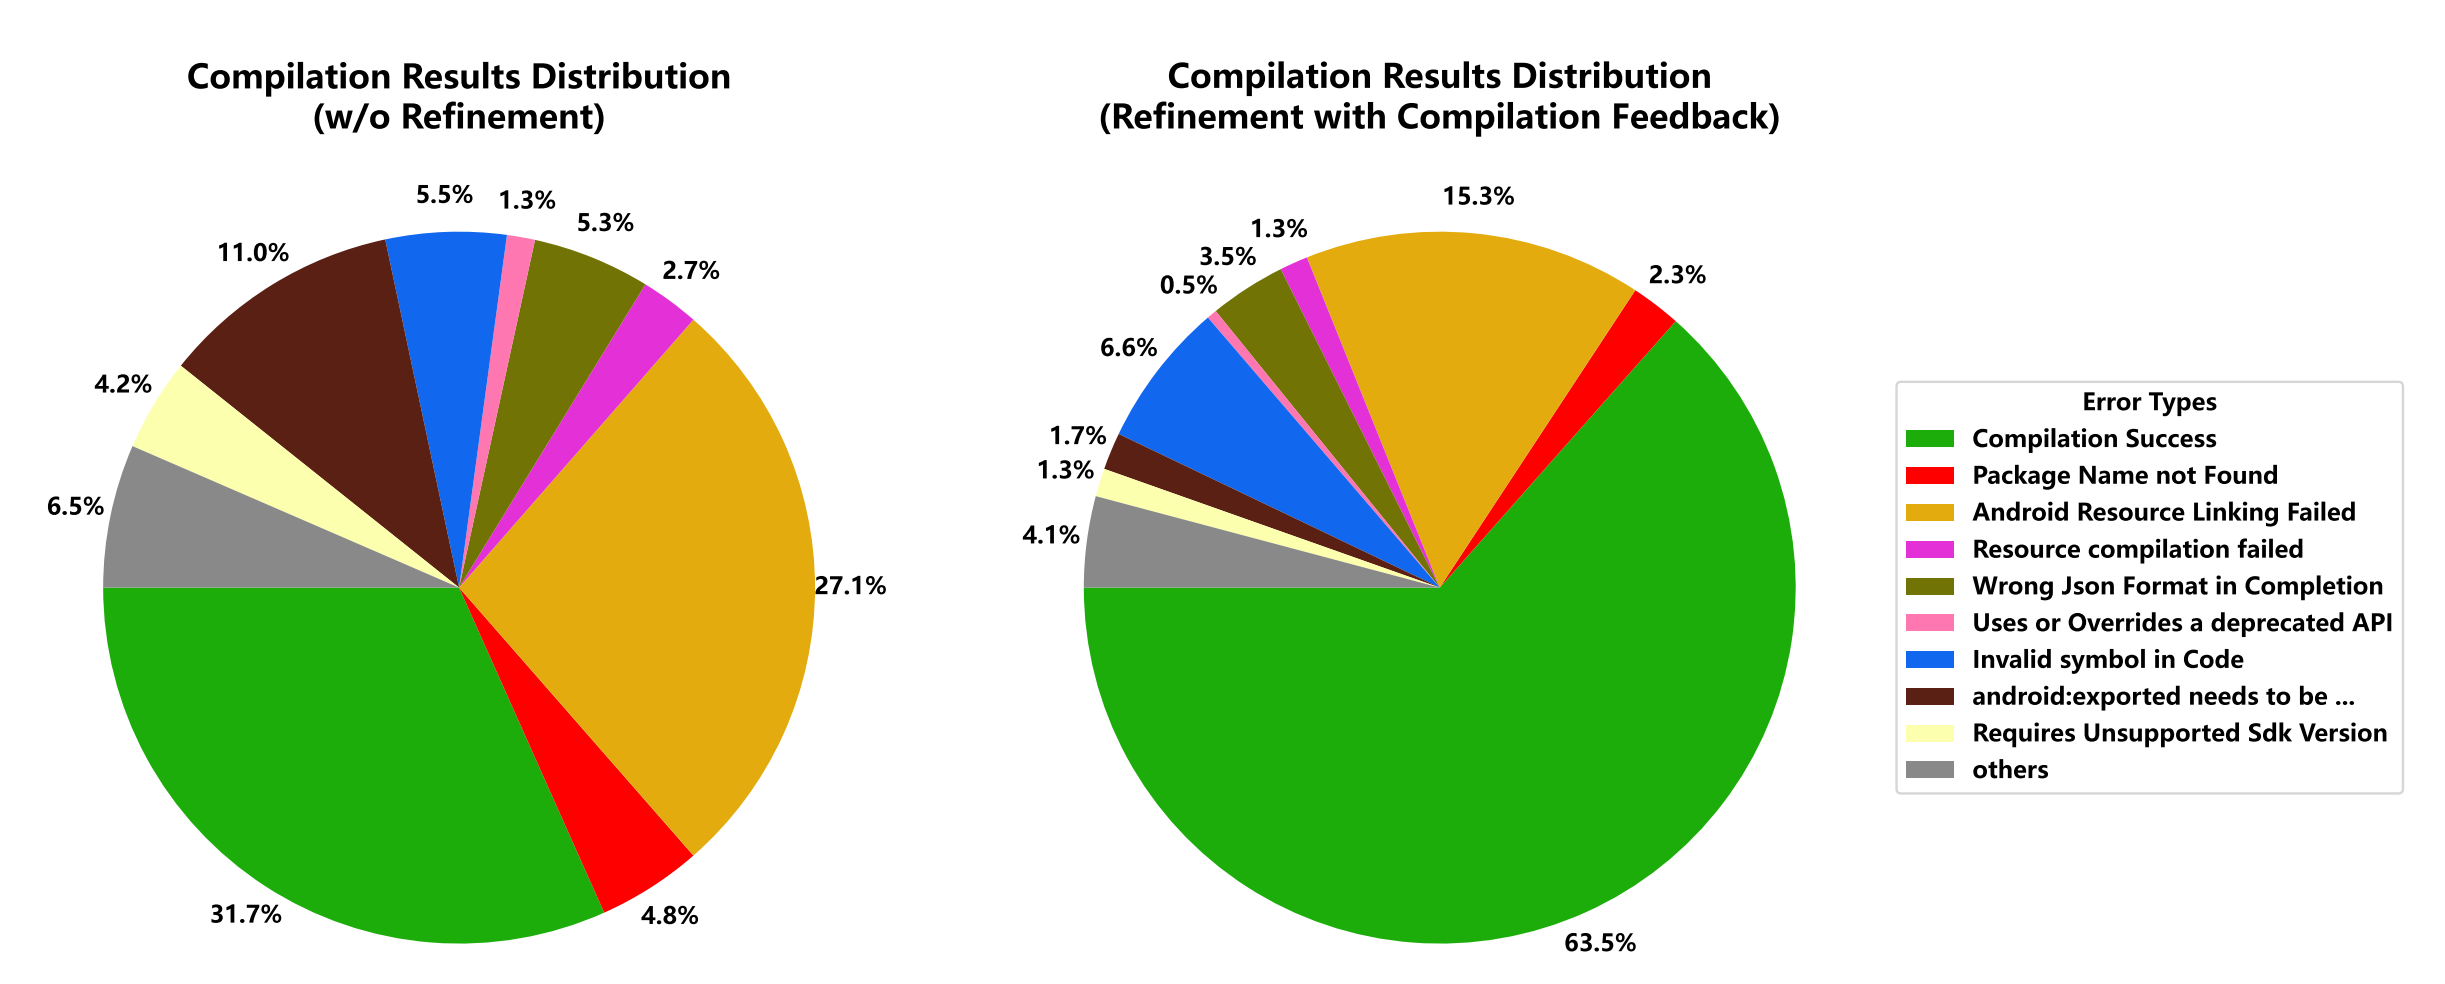 Compilation Results Distribution
(w/o Refinement)
5.5%
1.3%
5.3%
11.0%
2.7%
4.2%
6.5%
27.1%
31.7%
4.8%
Compilation Results Distribution
(Refinement with Compilation Feedback)
15.3%
1.3%
3.5%
2.3%
0.5%
6.6%
1.7%
1.3%
4.1%
63.5%
Error Types
Compilation Success
Package Name not Found
Android Resource Linking Failed
Resource compilation failed
Wrong Json Format in Completion
Uses or Overrides a deprecated API
Invalid symbol in Code
android:exported needs to be ...
Requires Unsupported Sdk Version
others